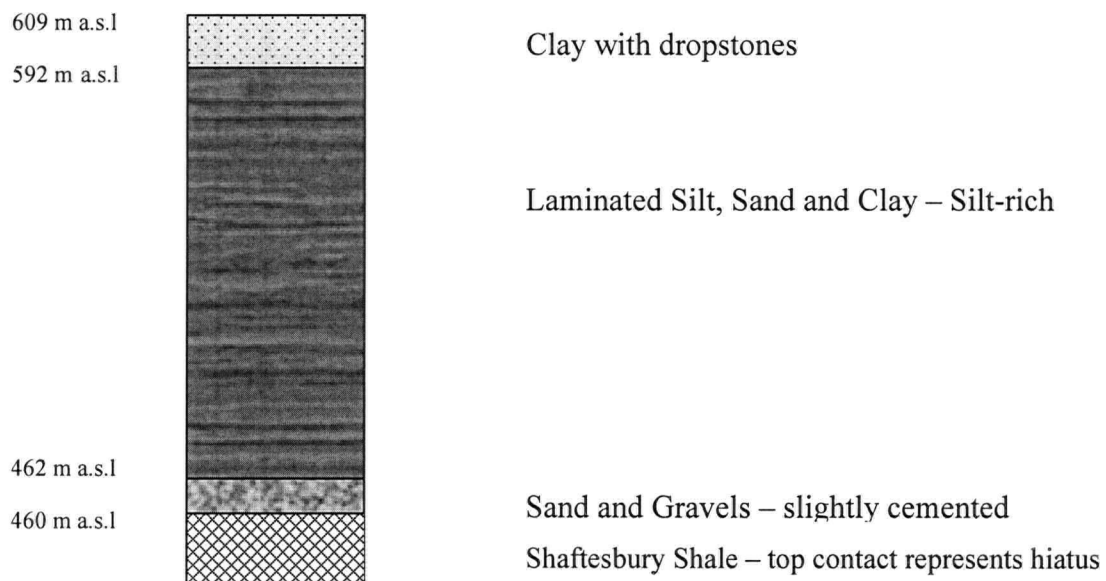 609 m a.s.l
Clay with dropstones
592 m a.s.l
Laminated Silt, Sand and Clay – Silt-rich
462 m a.s.l
Sand and Gravels – slightly cemented
460 m a.s.l
Shaftesbury Shale – top contact represents hiatus